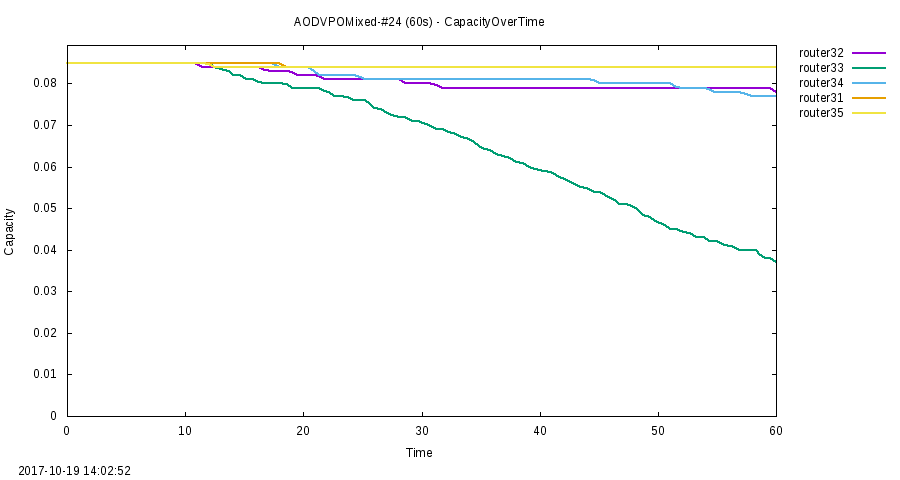 AODVPOMixed-#24 (60s) - CapacityOverTime
router32
router33
router34
router31
router35
0.08
0.07
0.06
0.05
0.04
0.03
0.02
0.01
0
Capacity
0 10 20 30 40 50 60
Time
2017-10-19 14:02:52